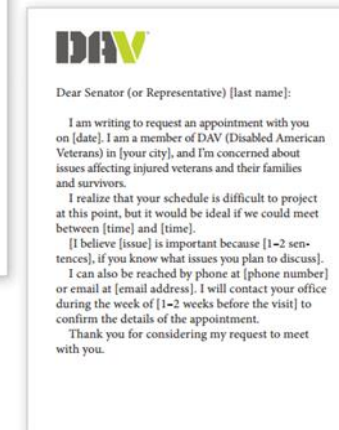 DAV
Dear Senator (or Representative) [last name]:
I am writing to request an appointment with you
on [date]. I am a member of DAV (Disabled American
Veterans) in [your city], and I'm concerned about
issues affecting injured veterans and their families
and survivors.
I realize that your schedule is difficult to project
at this point, but it would be ideal if we could meet
between [time] and [time].
[I believe [issue] is important because [1–2 sen-
tences], if you know what issues you plan to discuss].
I can also be reached by phone at [phone number]
or email at [email address]. I will contact your office
during the week of [1–2 weeks before the visit] to
confirm the details of the appointment.
Thank you for considering my request to meet
with you.